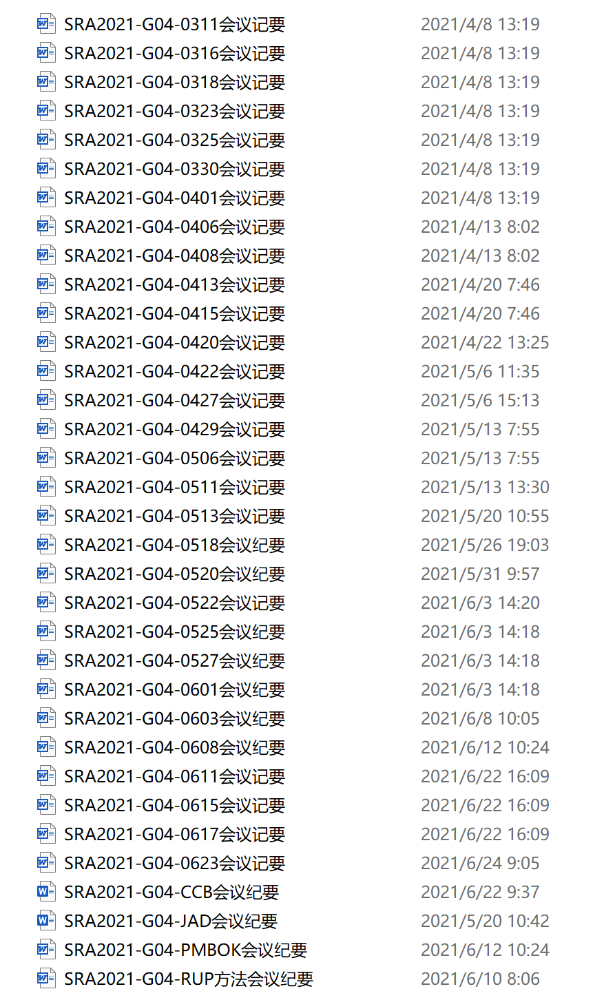 SRA2021-G04-0311会议记要 2021/4/8 13:19
SRA2021-G04-0316会议记要 2021/4/8 13:19
SRA2021-G04-0318会议记要 2021/4/8 13:19
SRA2021-G04-0323会议记要 2021/4/8 13:19
SRA2021-G04-0325会议记要 2021/4/8 13:19
SRA2021-G04-0330会议记要 2021/4/8 13:19
SRA2021-G04-0401会议记要 2021/4/8 13:19
SRA2021-G04-0406会议记要 2021/4/13 8:02
SRA2021-G04-0408会议记要 2021/4/13 8:02
SRA2021-G04-0413会议记要 2021/4/20 7:46
SRA2021-G04-0415会议记要 2021/4/20 7:46
SRA2021-G04-0420会议记要 2021/4/22 13:25
SRA2021-G04-0422会议记要 2021/5/6 11:35
SRA2021-G04-0427会议记要 2021/5/6 15:13
SRA2021-G04-0429会议记要 2021/5/13 7:55
SRA2021-G04-0506会议记要 2021/5/13 7:55
SRA2021-G04-0511会议记要 2021/5/13 13:30
SRA2021-G04-0513会议记要 2021/5/20 10:55
SRA2021-G04-0518会议纪要 2021/5/26 19:03
SRA2021-G04-0520会议纪要 2021/5/31 9:57
SRA2021-G04-0522会议记要 2021/6/3 14:20
SRA2021-G04-0525会议纪要 2021/6/3 14:18
SRA2021-G04-0527会议纪要 2021/6/3 14:18
SRA2021-G04-0601会议纪要 2021/6/3 14:18
SRA2021-G04-0603会议纪要 2021/6/8 10:05
SRA2021-G04-0608会议纪要 2021/6/12 10:24
SRA2021-G04-0611会议记要 2021/6/22 16:09
SRA2021-G04-0615会议记要 2021/6/22 16:09
SRA2021-G04-0617会议记要 2021/6/22 16:09
SRA2021-G04-0623会议记要 2021/6/24 9:05
SRA2021-G04-CCB会议纪要 2021/6/22 9:37
SRA2021-G04-JAD会议纪要 2021/5/20 10:42
SRA2021-G04-PMBOK会议纪要 2021/6/12 10:24
SRA2021-G04-RUP方法会议纪要 2021/6/10 8:06